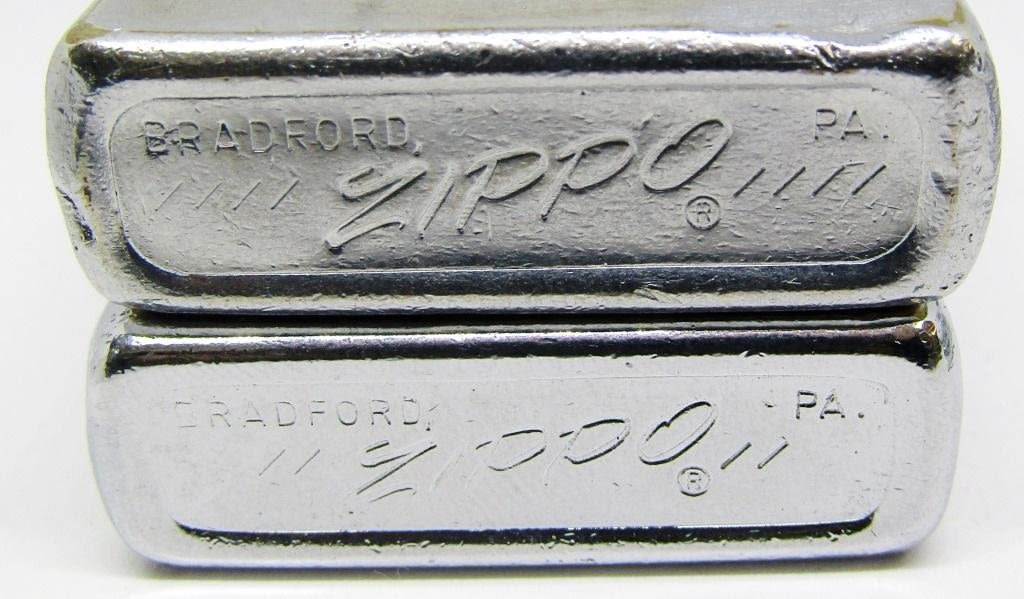 BRADFORD, PA.
//// ZIPPO® ////
BRADFORD, PA.
// ZIPPO® //